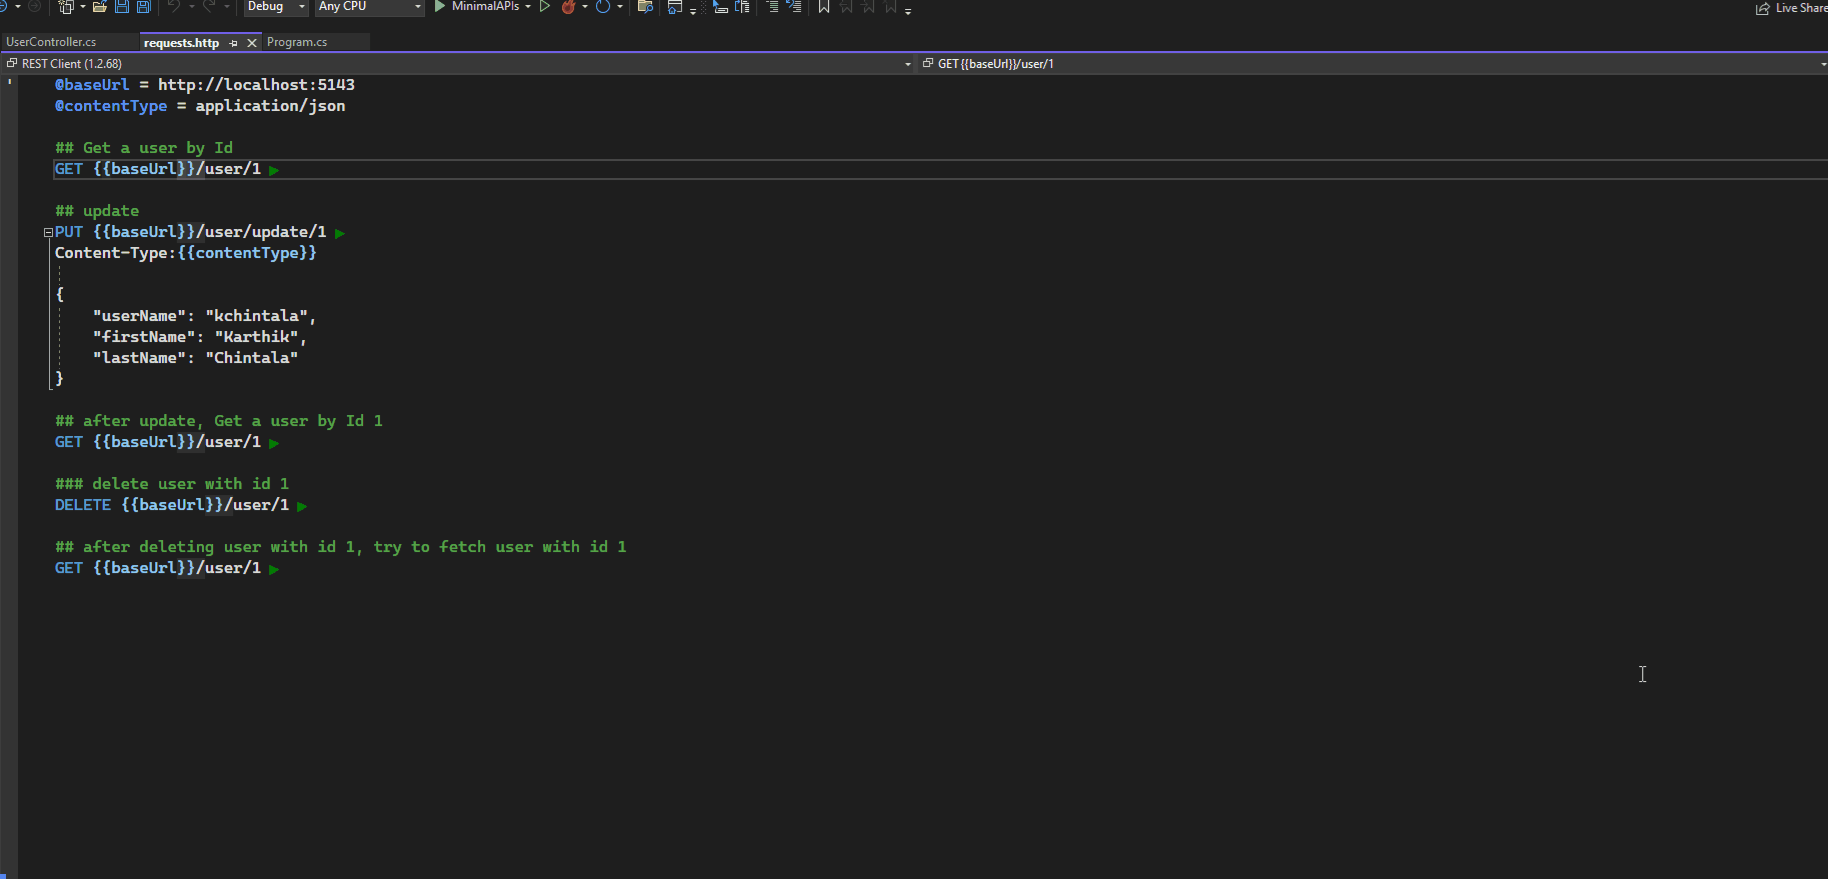 Debug Any CPU MinimalAPIs Live Share
UserController.cs requests.http Program.cs
REST Client (1.2.68) GET {{baseUrl}}/user/1
@baseUrl = http://localhost:5143
@contentType = application/json
## Get a user by Id
GET {{baseUrl}}/user/1
## update
PUT {{baseUrl}}/user/update/1
Content-Type:{{contentType}}
{
"userName": "kchintala",
"firstName": "Karthik",
"lastName": "Chintala"
}
## after update, Get a user by Id 1
GET {{baseUrl}}/user/1
### delete user with id 1
DELETE {{baseUrl}}/user/1
## after deleting user with id 1, try to fetch user with id 1
GET {{baseUrl}}/user/1